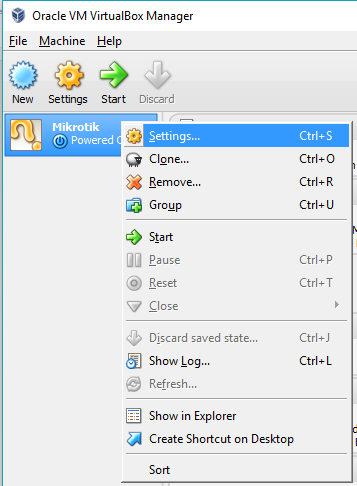 Oracle VM VirtualBox Manager
File Machine Help
New Settings Start Discard
Mikrotik
Powered
Settings... Ctrl+S
Clone... Ctrl+O
Remove... Ctrl+R
Group Ctrl+U
Start
Pause Ctrl+P
Reset Ctrl+T
Close
Discard saved state... Ctrl+J
Show Log... Ctrl+L
Refresh...
Show in Explorer
Create Shortcut on Desktop
Sort